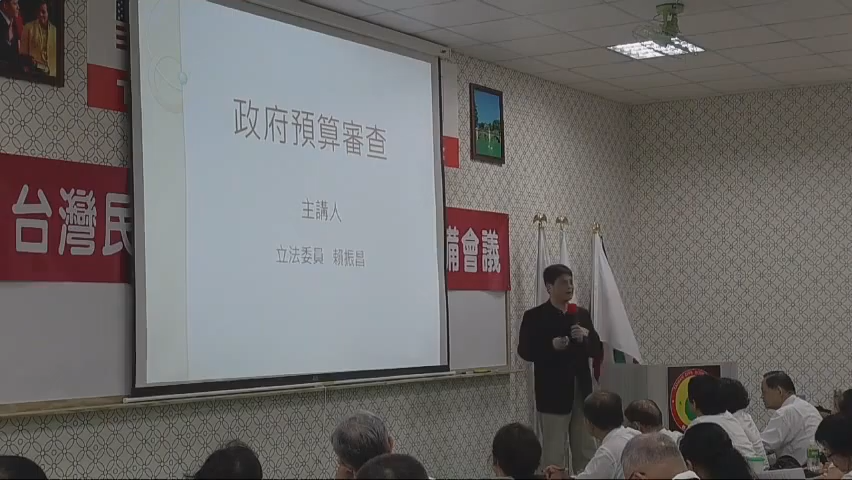 政府預算審查
主講人
立法委員 賴振昌
台灣民
備會議